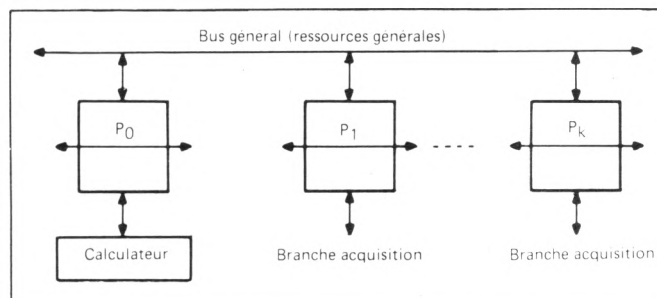 Bus général (ressources générales)
P0 P1 Pk
Calculateur Branche acquisition Branche acquisition